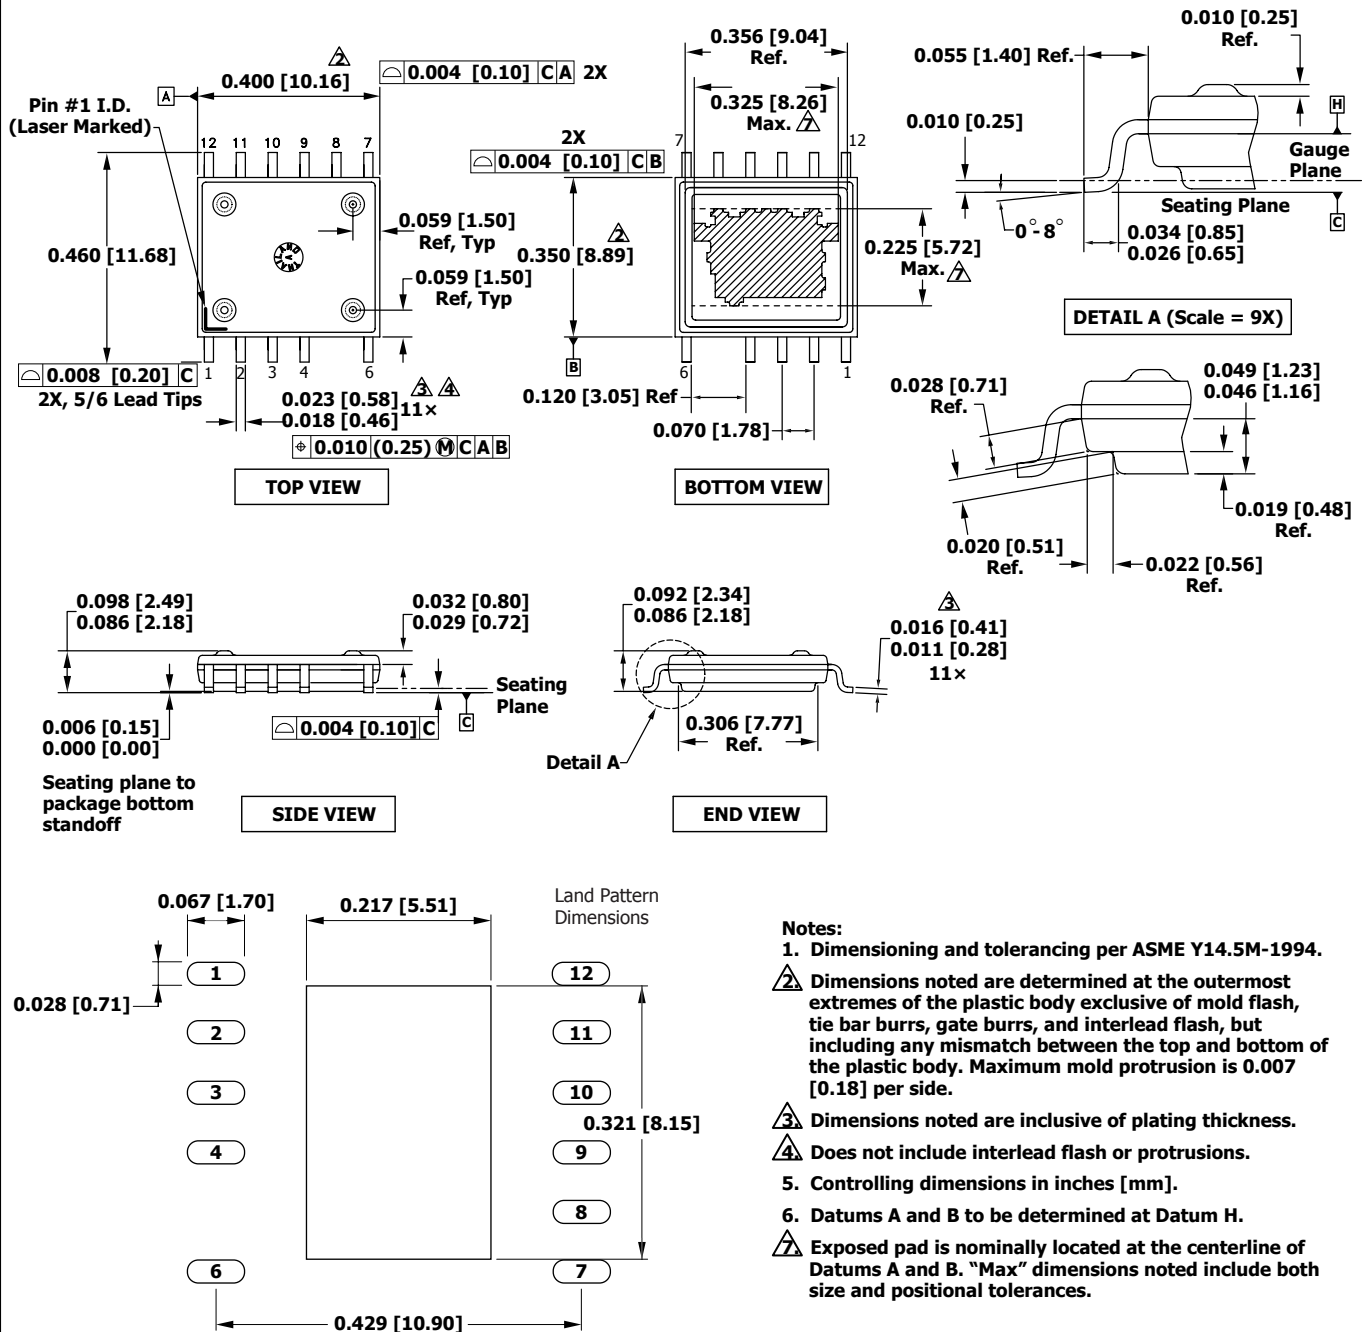 0.400 [10.16]
2
0.004 [0.10] C A 2X
A
Pin #1 I.D.
(Laser Marked)
12 11 10 9 8 7
0.460 [11.68]
0.059 [1.50]
Ref, Typ
0.059 [1.50]
Ref, Typ
0.008 [0.20] C
2X, 5/6 Lead Tips
1 2 3 4 6
0.023 [0.58]
0.018 [0.46]
11×
3 4
0.010 (0.25) M C A B
TOP VIEW
0.356 [9.04]
Ref.
0.325 [8.26]
Max. 7
2X
0.004 [0.10] C B
7 12
0.350 [8.89]
2
0.225 [5.72]
Max. 7
B
6 1
0.120 [3.05] Ref
0.070 [1.78]
BOTTOM VIEW
0.010 [0.25]
Ref.
0.055 [1.40] Ref.
0.010 [0.25]
H
Gauge
Plane
Seating Plane
C
0°-8°
0.034 [0.85]
0.026 [0.65]
DETAIL A (Scale = 9X)
0.028 [0.71]
Ref.
0.049 [1.23]
0.046 [1.16]
0.019 [0.48]
Ref.
0.020 [0.51]
Ref.
0.022 [0.56]
Ref.
0.098 [2.49]
0.086 [2.18]
0.032 [0.80]
0.029 [0.72]
Seating
Plane
C
0.006 [0.15]
0.000 [0.00]
0.004 [0.10] C
Seating plane to
package bottom
standoff
SIDE VIEW
0.092 [2.34]
0.086 [2.18]
3
0.016 [0.41]
0.011 [0.28]
11×
0.306 [7.77]
Ref.
Detail A
END VIEW
Land Pattern
Dimensions
0.067 [1.70]
0.217 [5.51]
0.028 [0.71]
1 12
2 11
3 10
0.321 [8.15]
4 9
8
6 7
0.429 [10.90]
Notes:
1. Dimensioning and tolerancing per ASME Y14.5M-1994.
2. Dimensions noted are determined at the outermost
extremes of the plastic body exclusive of mold flash,
tie bar burrs, gate burrs, and interlead flash, but
including any mismatch between the top and bottom of
the plastic body. Maximum mold protrusion is 0.007
[0.18] per side.
3. Dimensions noted are inclusive of plating thickness.
4. Does not include interlead flash or protrusions.
5. Controlling dimensions in inches [mm].
6. Datums A and B to be determined at Datum H.
7. Exposed pad is nominally located at the centerline of
Datums A and B. “Max” dimensions noted include both
size and positional tolerances.